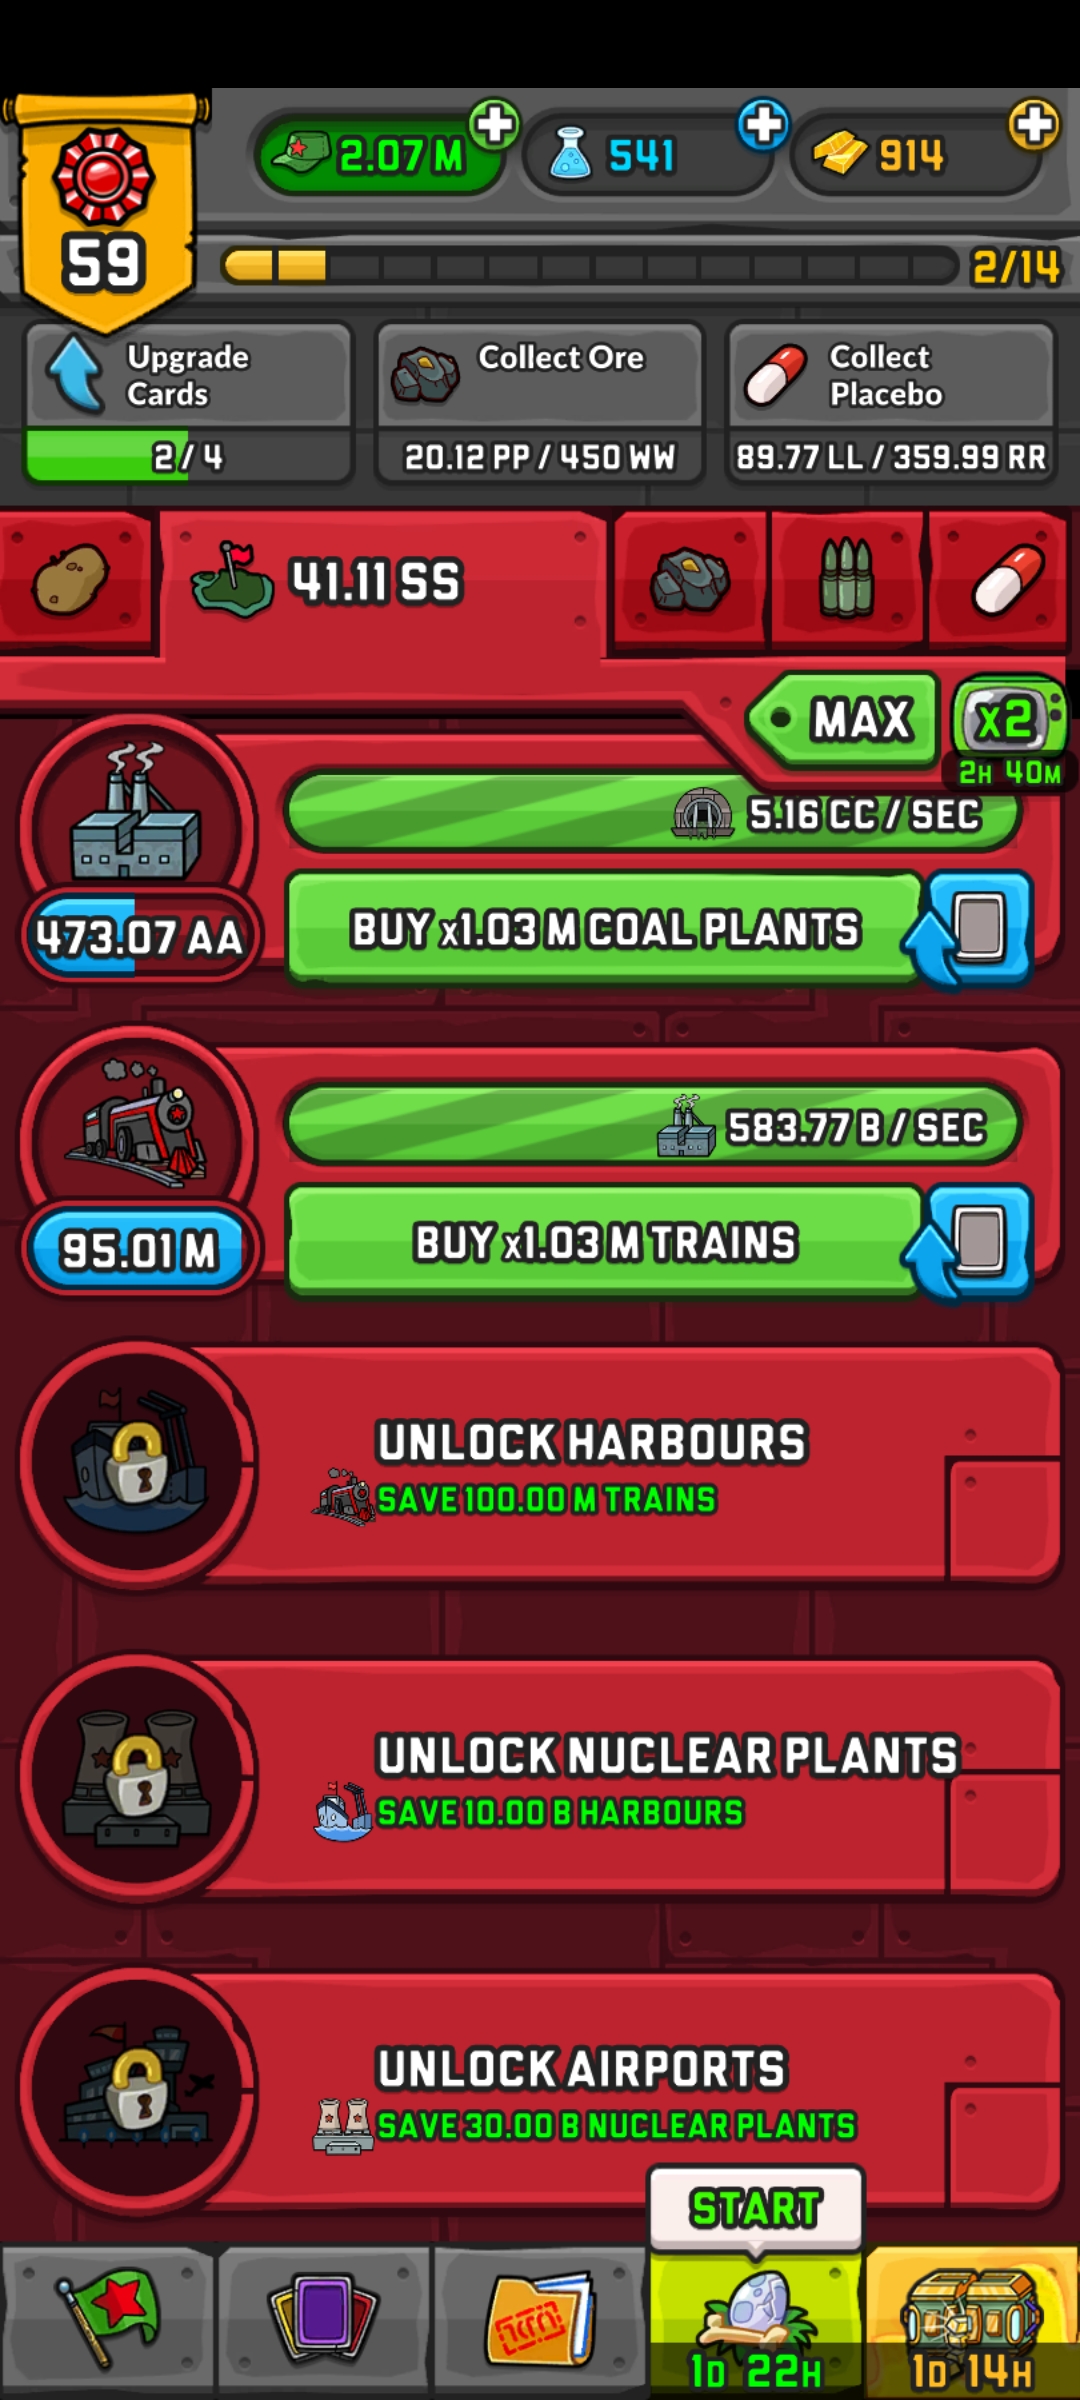 2.07 M
541
914
59
2/14
Upgrade
Cards
2 / 4
Collect Ore
20.12 PP / 450 WW
Collect
Placebo
89.77 LL / 359.99 RR
41.11 SS
MAX
x2
2H 40M
5.16 CC / SEC
473.07 AA
BUY x1.03 M COAL PLANTS
583.77 B / SEC
95.01 M
BUY x1.03 M TRAINS
UNLOCK HARBOURS
SAVE 100.00 M TRAINS
UNLOCK NUCLEAR PLANTS
SAVE 10.00 B HARBOURS
UNLOCK AIRPORTS
SAVE 30.00 B NUCLEAR PLANTS
START
1D 22H
1D 14H